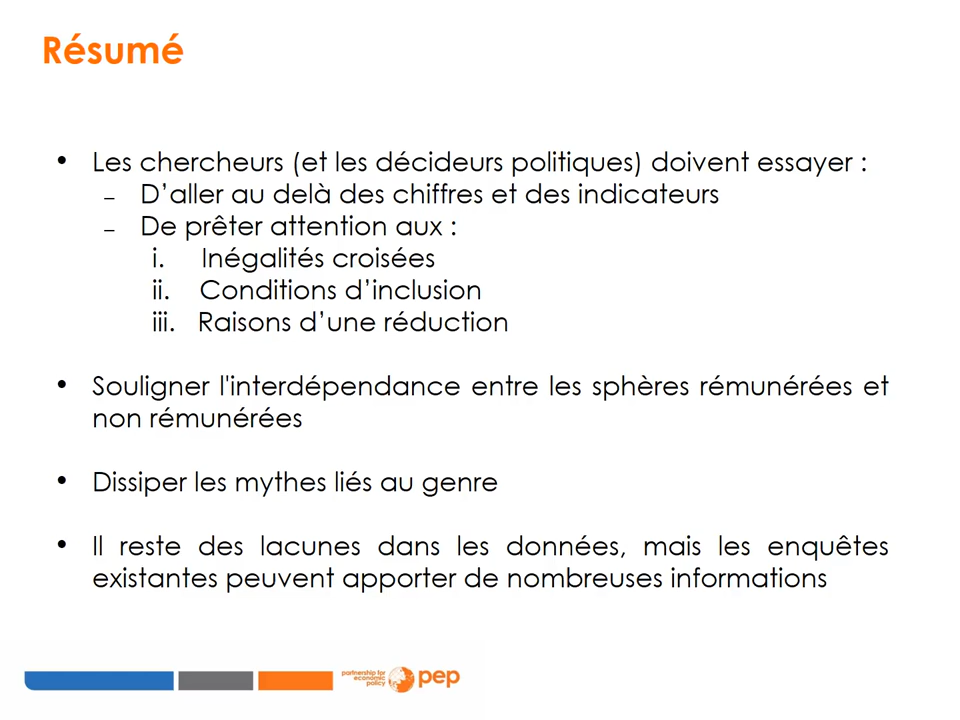 Résumé
• Les chercheurs (et les décideurs politiques) doivent essayer :
– D’aller au delà des chiffres et des indicateurs
– De prêter attention aux :
i. Inégalités croisées
ii. Conditions d’inclusion
iii. Raisons d’une réduction
• Souligner l'interdépendance entre les sphères rémunérées et
non rémunérées
• Dissiper les mythes liés au genre
• Il reste des lacunes dans les données, mais les enquêtes
existantes peuvent apporter de nombreuses informations
partnership for
economic
policy
pep